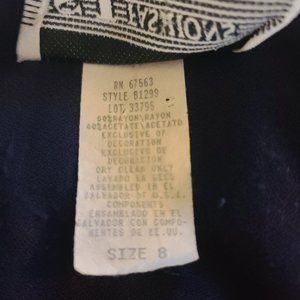 FASHIONS
RN 67563
STYLE 81299
LOT 33795
60%RAYON\RAYON
40%ACETATE\ACETATO
EXCLUSIVE OF
DECORATION
EXCLUSIVO DE
DECORACION
DRY CLEAN ONLY
LAVADO EN SECO
ASSEMBLED IN EL
SALVADOR OF U.S.A.
COMPONENTS
ENSAMBLADO EN EL
SALVADOR CON COMPO-
NENTES DE EE.UU.
SIZE 8